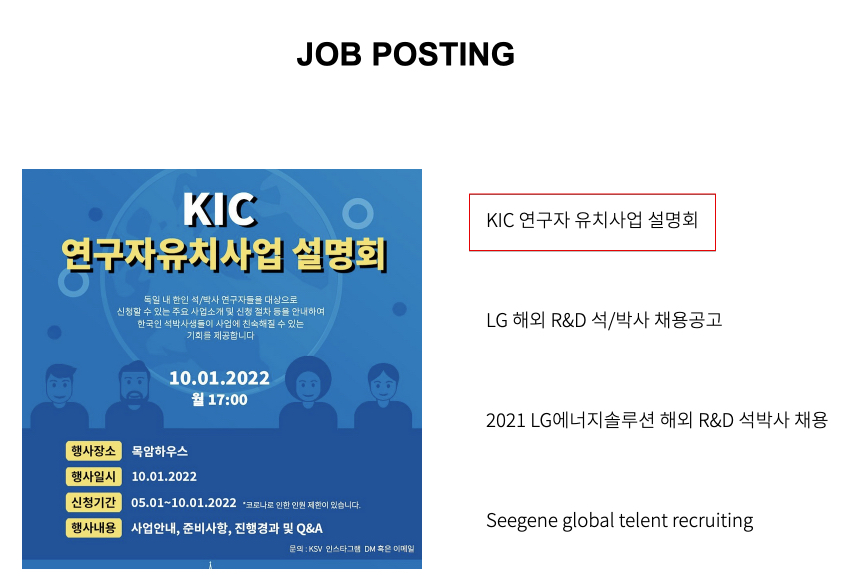 JOB POSTING
KIC
연구자유치사업 설명회
독일 내 한인 석/박사 연구자들을 대상으로
신청할 수 있는 주요 사업소개 및 신청 절차 등을 안내하여
한국인 석박사생들이 사업에 친숙해질 수 있는
기회를 제공합니다
10.01.2022
월 17:00
행사장소 목암하우스
행사일시 10.01.2022
신청기간 05.01~10.01.2022 *코로나로 인한 인원 제한이 있습니다.
행사내용 사업안내, 준비사항, 진행경과 및 Q&A
문의 : KSV 인스타그램 DM 혹은 이메일
KIC 연구자 유치사업 설명회
LG 해외 R&D 석/박사 채용공고
2021 LG에너지솔루션 해외 R&D 석박사 채용
Seegene global telent recruiting